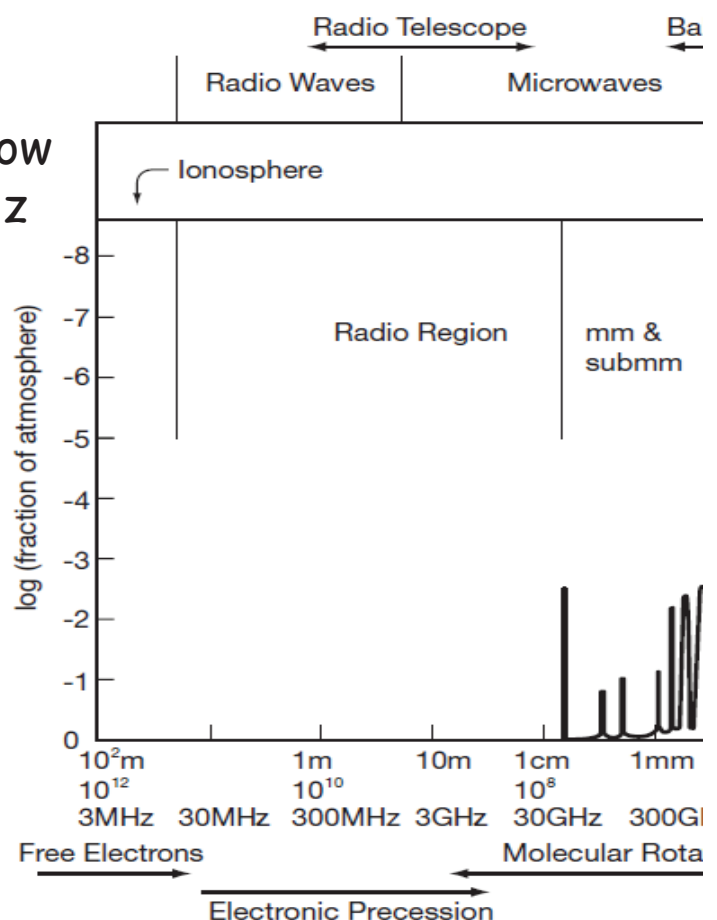 Radio Telescope Ba
Radio Waves Microwaves
ow
z
Ionosphere
log (fraction of atmosphere)
-8
-7
-6
-5
-4
-3
-2
-1
0
Radio Region
mm &
submm
10²m 1m 10m 1cm 1mm
10¹² 10¹⁰ 10⁸
3MHz 30MHz 300MHz 3GHz 30GHz 300GH
Free Electrons Molecular Rota
Electronic Precession